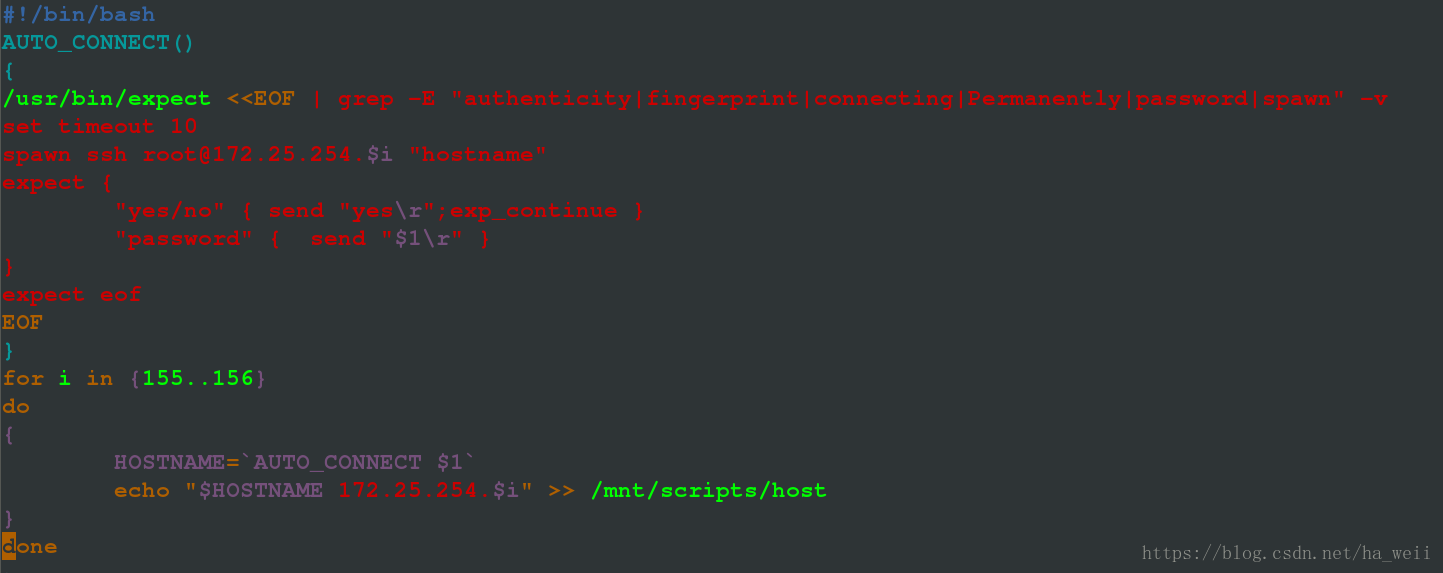 #!/bin/bash
AUTO_CONNECT()
{
/usr/bin/expect <<EOF | grep -E "authenticity|fingerprint|connecting|Permanently|password|spawn" -v
set timeout 10
spawn ssh root@172.25.254.$i "hostname"
expect {
        "yes/no" { send "yes\r";exp_continue }
        "password" {  send "$1\r" }
}
expect eof
EOF
}
for i in {155..156}
do
{
        HOSTNAME=`AUTO_CONNECT $1`
        echo "$HOSTNAME 172.25.254.$i" >> /mnt/scripts/host
}
done
https://blog.csdn.net/ha_weii